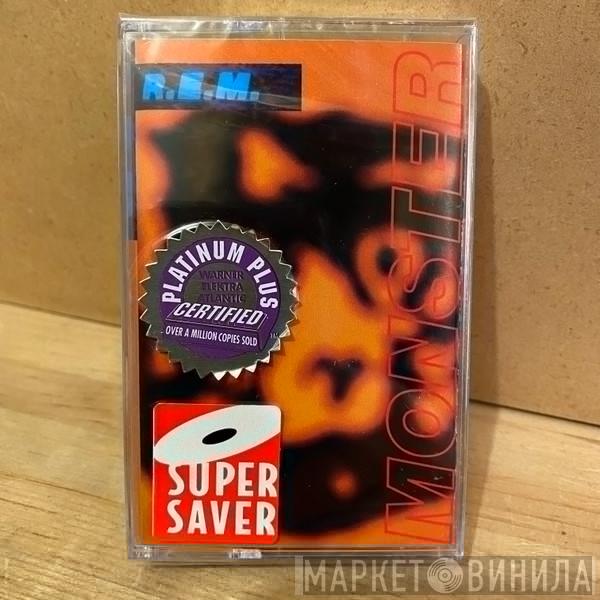 R.E.M.
MONSTER
PLATINUM PLUS
WARNER
ELEKTRA
ATLANTIC
CERTIFIED
OVER A MILLION COPIES SOLD
SUPER
SAVER
МАРКЕТ ВИНИЛА